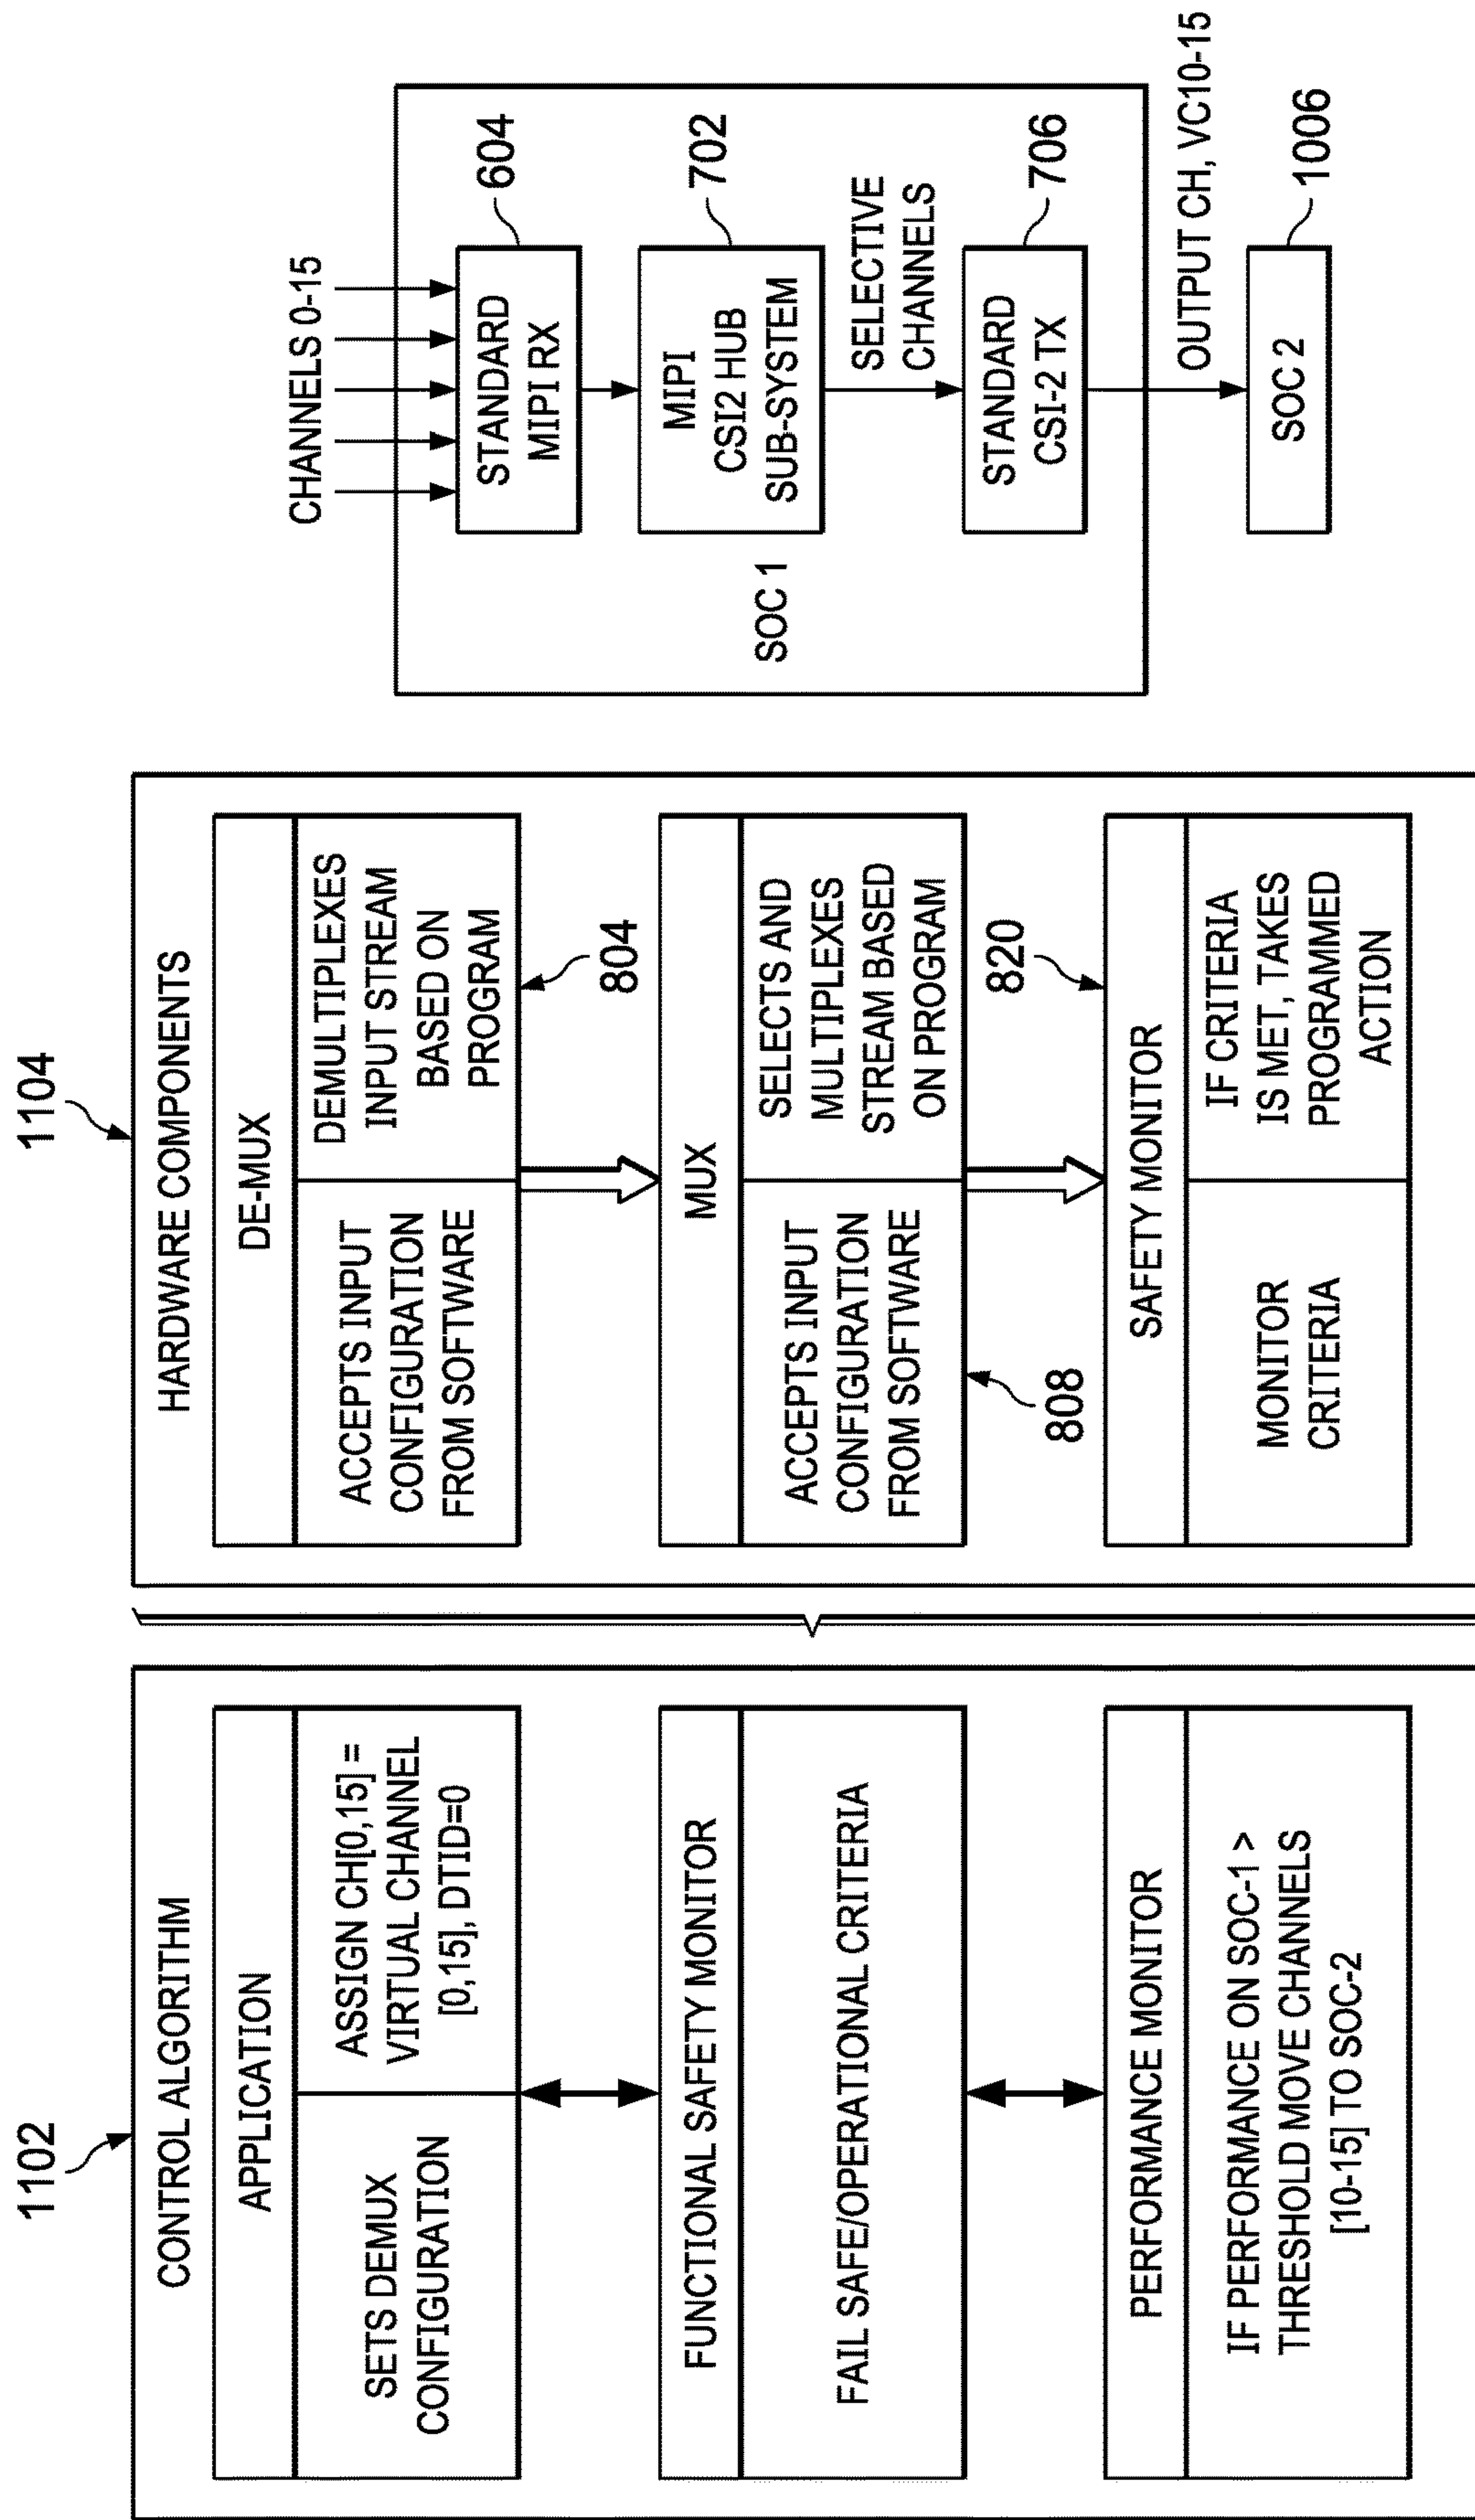 1102
CONTROL ALGORITHM
APPLICATION
SETS DEMUX
CONFIGURATION
ASSIGN CH[0,15] =
VIRTUAL CHANNEL
[0,15], DTID=0
FUNCTIONAL SAFETY MONITOR
FAIL SAFE/OPERATIONAL CRITERIA
PERFORMANCE MONITOR
IF PERFORMANCE ON SOC-1 >
THRESHOLD MOVE CHANNELS
[10-15] TO SOC-2
1104
HARDWARE COMPONENTS
DE-MUX
ACCEPTS INPUT
CONFIGURATION
FROM SOFTWARE
DEMULTIPLEXES
INPUT STREAM
BASED ON
PROGRAM
804
MUX
ACCEPTS INPUT
CONFIGURATION
FROM SOFTWARE
SELECTS AND
MULTIPLEXES
STREAM BASED
ON PROGRAM
808
820
SAFETY MONITOR
MONITOR
CRITERIA
IF CRITERIA
IS MET, TAKES
PROGRAMMED
ACTION
CHANNELS 0-15
STANDARD
MIPI RX
604
MIPI
CSI2 HUB
SUB-SYSTEM
702
SOC 1
SELECTIVE
CHANNELS
STANDARD
CSI-2 TX
706
OUTPUT CH, VC10-15
SOC 2
1006